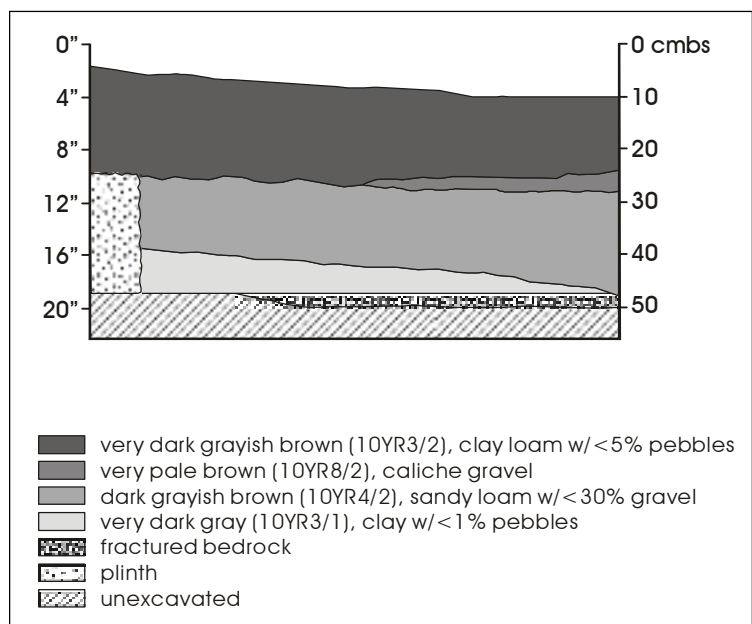 0” 0 cmbs
4” 10
8” 20
12” 30
16” 40
20” 50
very dark grayish brown (10YR3/2), clay loam w/<5% pebbles
very pale brown (10YR8/2), caliche gravel
dark grayish brown (10YR4/2), sandy loam w/<30% gravel
very dark gray (10YR3/1), clay w/<1% pebbles
fractured bedrock
plinth
unexcavated